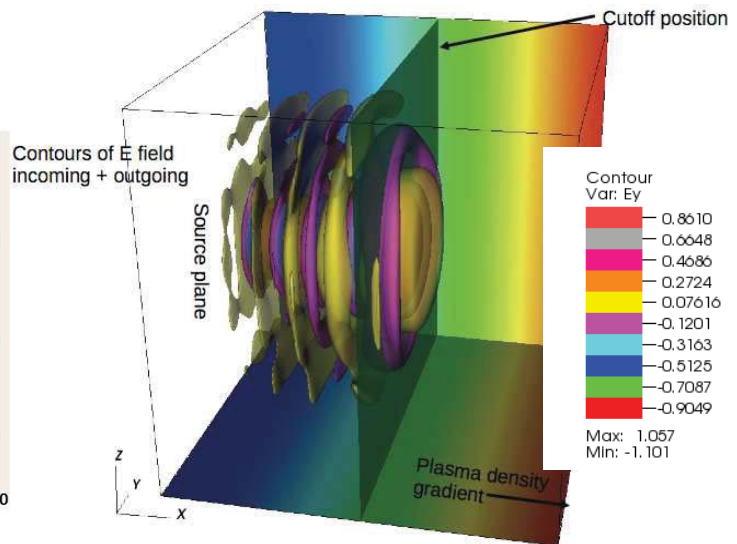 Cutoff position
Contours of E field
incoming + outgoing
Source plane
Contour
Var: Ey
0.8610
0.6648
0.4686
0.2724
0.07616
-0.1201
-0.3163
-0.5125
-0.7087
-0.9049
Max: 1.057
Min: -1.101
Plasma density
gradient
Z
Y
X
0